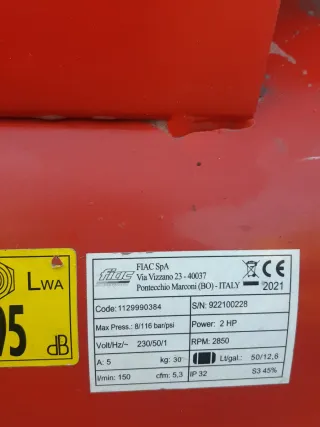 fiac
FIAC SpA
Via Vizzano 23 - 40037
Pontecchio Marconi (BO) - ITALY
CE
2021
Code: 1129990384
S/N: 922100228
Max Press.: 8/116 bar/psi
Power: 2 HP
Volt/Hz/~ 230/50/1
RPM: 2850
A: 5
kg: 30
Lt/gal.: 50/12,6
l/min: 150
cfm: 5,3
IP 32
S3 45%
LWA
95
dB